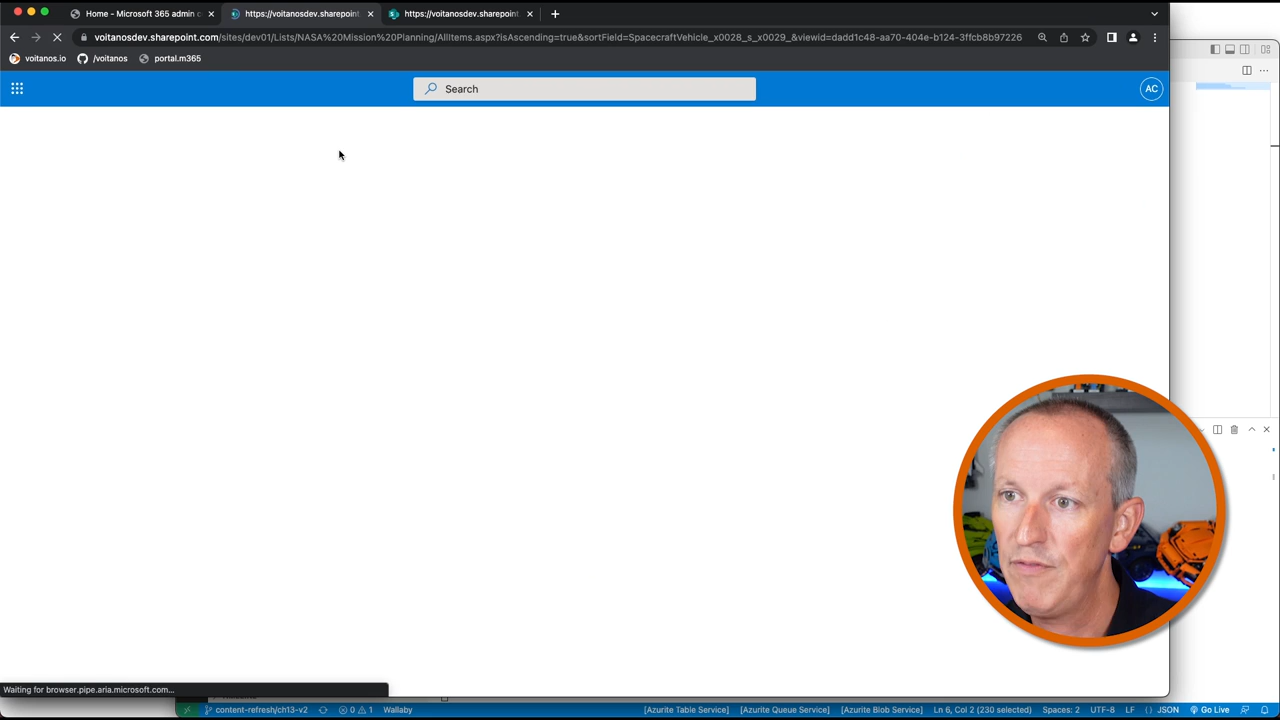 Home - Microsoft 365 admin c
https://voitanosdev.sharepoint
https://voitanosdev.sharepoint
voitanosdev.sharepoint.com/sites/dev01/Lists/NASA%20Mission%20Planning/AllItems.aspx?isAscending=true&sortField=SpacecraftVehicle_x0028_s_x0029_&viewid=dadd1c48-aa70-404e-b124-3ffcb8b97226
voitanos.io
/voitanos
portal.m365
Search
AC
Waiting for browser.pipe.aria.microsoft.com...
content-refresh/ch13-v2
0
1
Wallaby
[Azurite Table Service]
[Azurite Queue Service]
[Azurite Blob Service]
Ln 6, Col 2 (230 selected)
Spaces: 2
UTF-8
LF
{ } JSON
Go Live